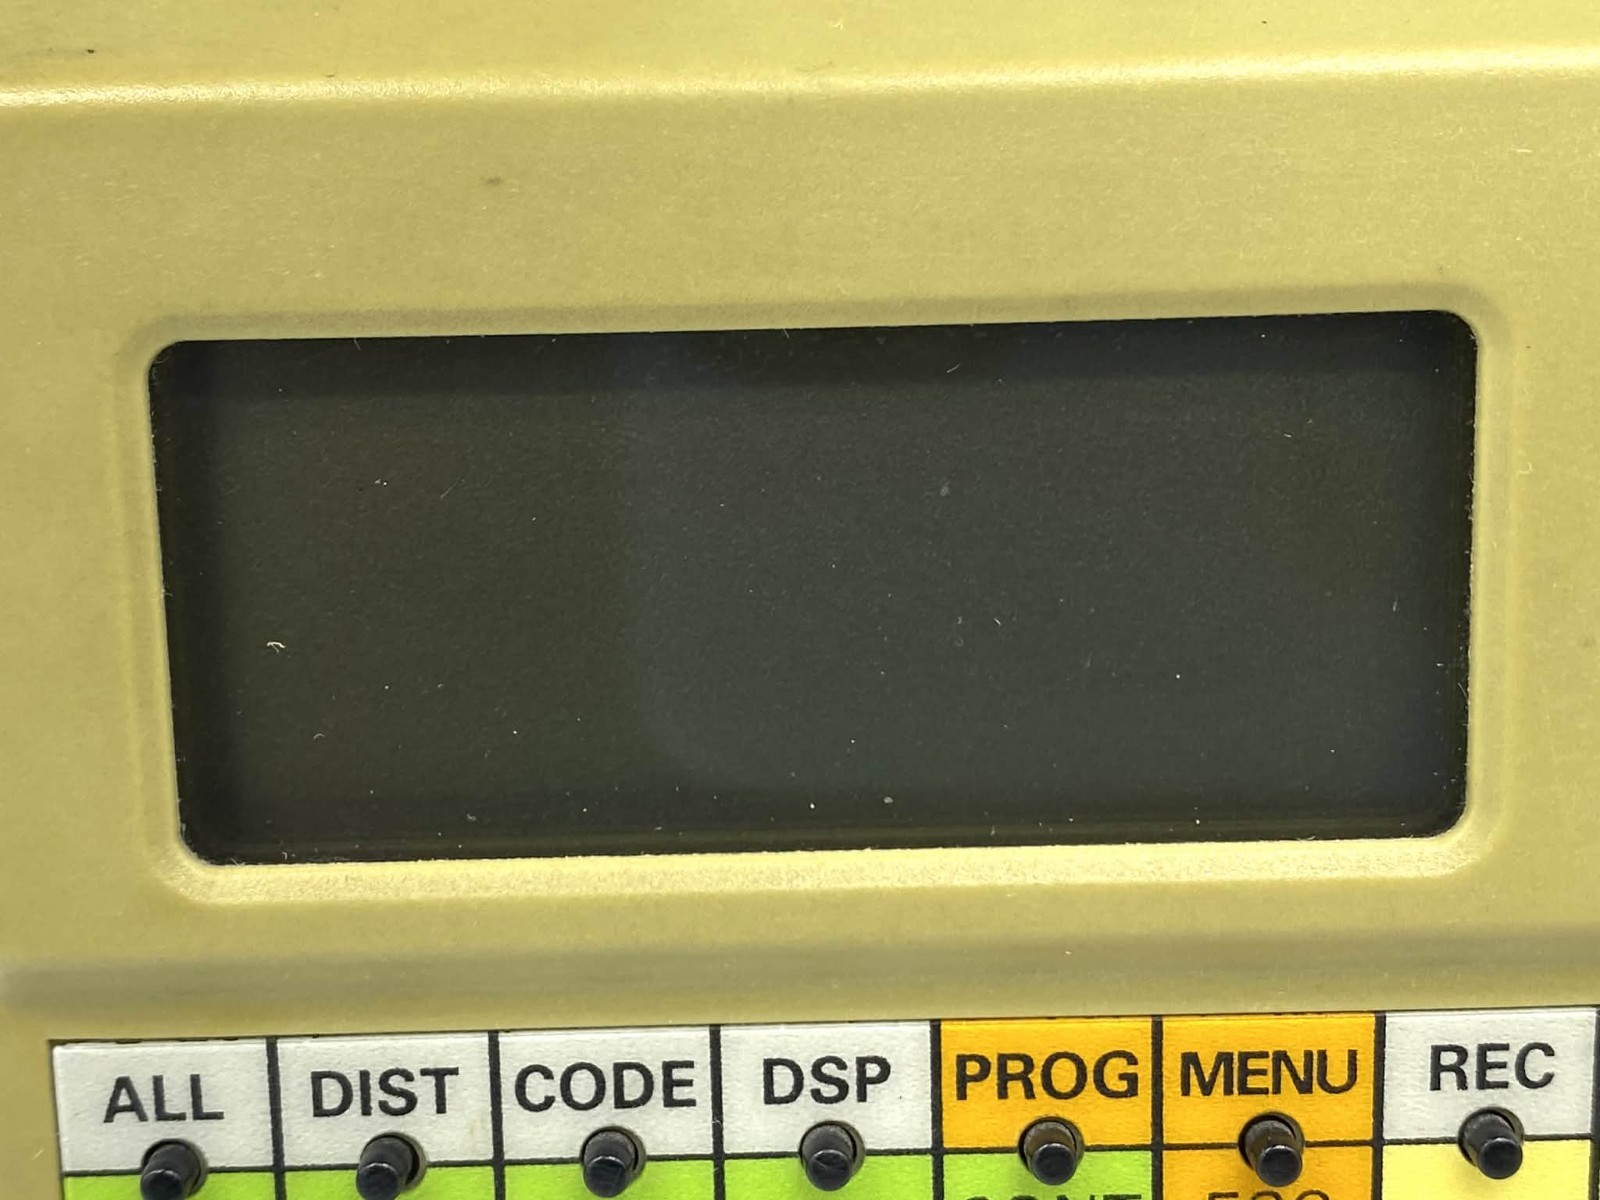 ALL DIST CODE DSP PROG MENU REC